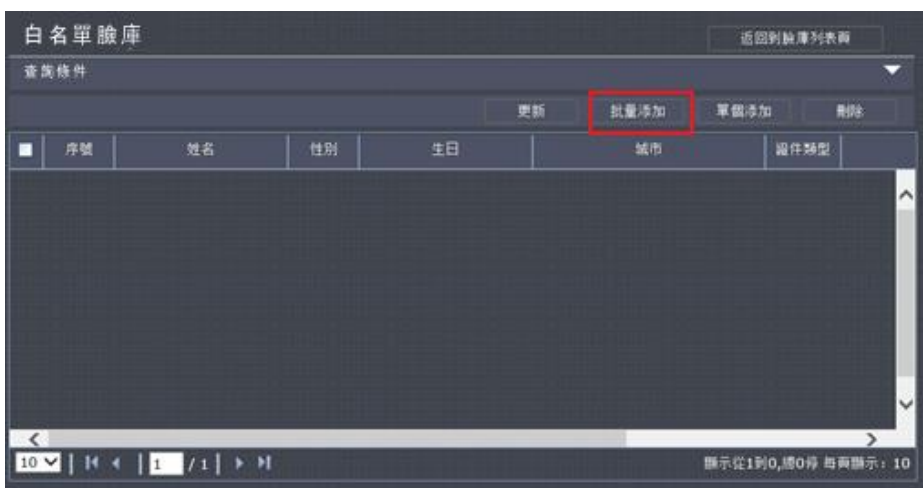 白名單臉庫
返回到臉庫列表頁
查詢條件
更新 批量添加 單個添加 刪除
序號 姓名 性別 生日 城市 證件類型
10 1 / 1 顯示從1到0,總0條 每頁顯示：10